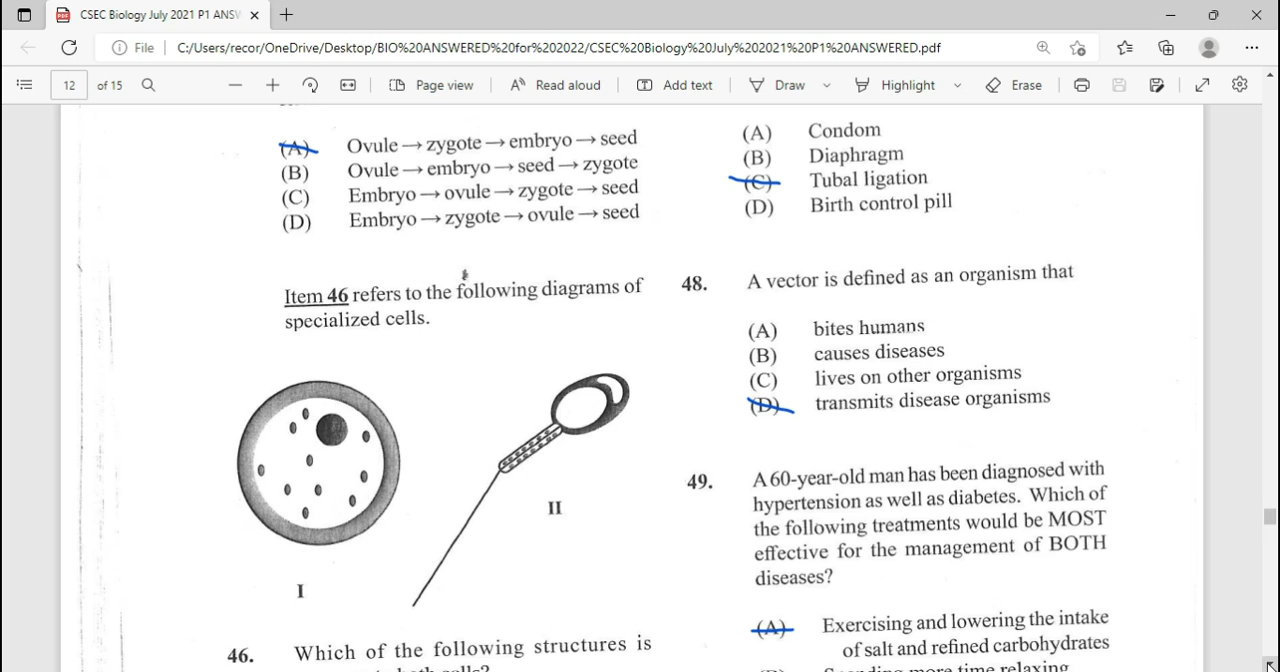 CSEC Biology July 2021 P1 ANSW
File
C:/Users/recor/OneDrive/Desktop/BIO%20ANSWERED%20for%202022/CSEC%20Biology%20July%202021%20P1%20ANSWERED.pdf
12 of 15
Page view
Read aloud
Add text
Draw
Highlight
Erase
(A) Ovule → zygote → embryo → seed
(B) Ovule → embryo → seed → zygote
(C) Embryo → ovule → zygote → seed
(D) Embryo → zygote → ovule → seed
Item 46 refers to the following diagrams of
specialized cells.
I
II
46. Which of the following structures is
both cells?
(A) Condom
(B) Diaphragm
(C) Tubal ligation
(D) Birth control pill
48. A vector is defined as an organism that
(A) bites humans
(B) causes diseases
(C) lives on other organisms
(D) transmits disease organisms
49. A 60-year-old man has been diagnosed with
hypertension as well as diabetes. Which of
the following treatments would be MOST
effective for the management of BOTH
diseases?
(A) Exercising and lowering the intake
of salt and refined carbohydrates
more time relaxing